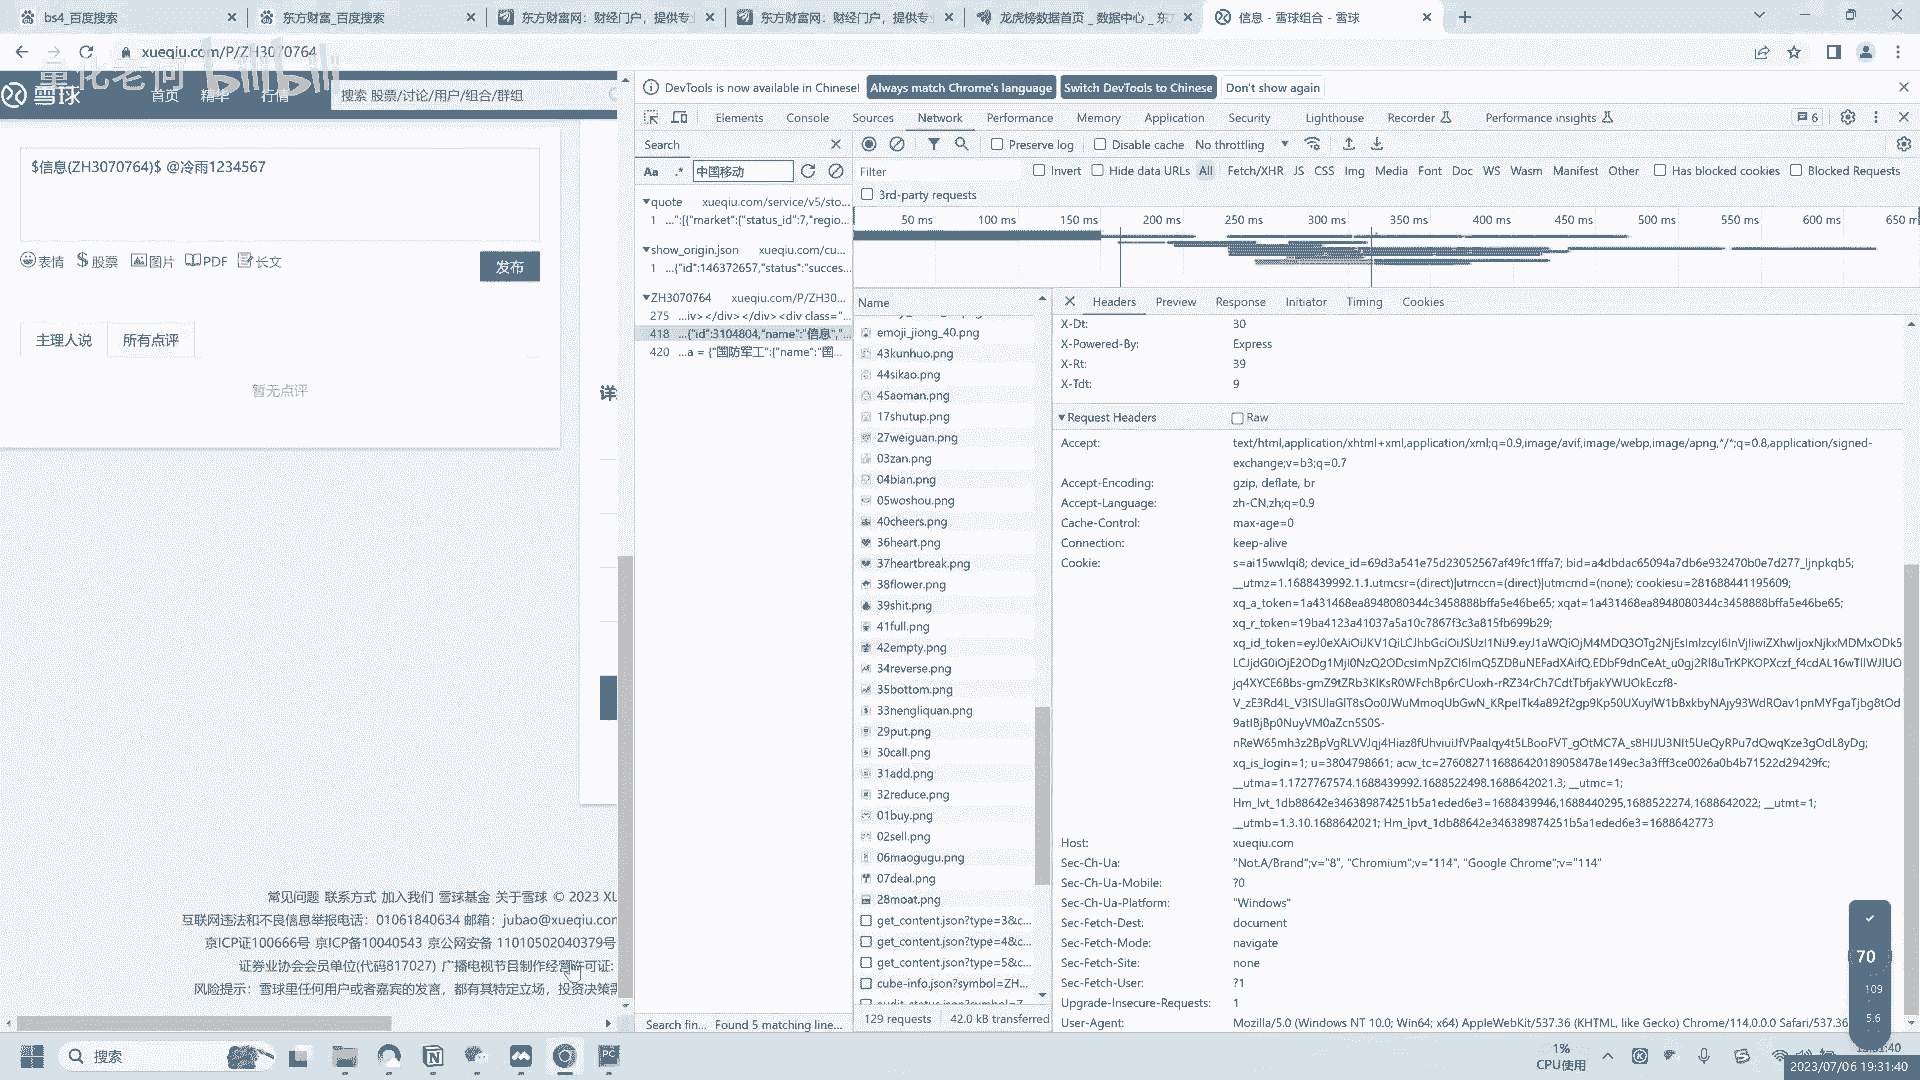 bs4_百度搜索
东方财富_百度搜索
东方财富网：财经门户，提供专
东方财富网：财经门户，提供专
龙虎榜数据首页 _ 数据中心 _ 东
信息 - 雪球组合 - 雪球
xueqiu.com/P/ZH3070764
量化老何 bilibili
雪球
首页
精华
行情
搜索 股票/讨论/用户/组合/群组
$信息(ZH3070764)$ @冷雨1234567
表情
股票
图片
PDF
长文
发布
主理人说
所有点评
暂无点评
详
常见问题 联系方式 加入我们 雪球基金 关于雪球 © 2023 XU
互联网违法和不良信息举报电话：01061840634 邮箱：jubao@xueqiu.con
京ICP证100666号 京ICP备10040543 京公网安备 11010502040379号
证券业协会会员单位(代码817027) 广播电视节目制作经营许可证:
风险提示：雪球里任何用户或者嘉宾的发言，都有其特定立场，投资决策需
DevTools is now available in Chinese!
Always match Chrome's language
Switch DevTools to Chinese
Don't show again
Elements
Console
Sources
Network
Performance
Memory
Application
Security
Lighthouse
Recorder
Performance insights
6
Search
Preserve log
Disable cache
No throttling
Aa
.*
中国移动
Filter
Invert
Hide data URLs
All
Fetch/XHR
JS
CSS
Img
Media
Font
Doc
WS
Wasm
Manifest
Other
Has blocked cookies
Blocked Requests
3rd-party requests
quote xueqiu.com/service/v5/sto...
1 ...":[{"market":{"status_id":7,"regio...
show_origin.json xueqiu.com/cu...
1 ...{"id":146372657,"status":"succes...
ZH3070764 xueqiu.com/P/ZH30...
275 ...iv> </div> </div><div class="...
418 ...{"id":3104804,"name":"信息","...
420 ...a = {"国防军工":{"name":"国...
Search fin... Found 5 matching line...
50 ms
100 ms
150 ms
200 ms
250 ms
300 ms
350 ms
400 ms
450 ms
500 ms
550 ms
600 ms
650 m
Name
emoji_jiong_40.png
43kunhuo.png
44sikao.png
45aoman.png
17shutup.png
27weiguan.png
03zan.png
04bian.png
05woshou.png
40cheers.png
36heart.png
37heartbreak.png
38flower.png
39shit.png
41full.png
42empty.png
34reverse.png
35bottom.png
33nengliquan.png
29put.png
30call.png
31add.png
32reduce.png
01buy.png
02sell.png
06maogugu.png
07deal.png
28moat.png
get_content.json?type=3&c...
get_content.json?type=4&c...
get_content.json?type=5&c...
cube-info.json?symbol=ZH...
129 requests
42.0 kB transferred
Headers
Preview
Response
Initiator
Timing
Cookies
X-Dt: 30
X-Powered-By: Express
X-Rt: 39
X-Tdt: 9
Request Headers
Raw
Accept: text/html,application/xhtml+xml,application/xml;q=0.9,image/avif,image/webp,image/apng,*/*;q=0.8,application/signed-
exchange;v=b3;q=0.7
Accept-Encoding: gzip, deflate, br
Accept-Language: zh-CN,zh;q=0.9
Cache-Control: max-age=0
Connection: keep-alive
Cookie: s=ai15wwlqi8; device_id=69d3a541e75d23052567af49fc1fffa7; bid=a4dbdac65094a7db6e932470b0e7d277_ljnpkqb5;
__utmz=1.1688439992.1.1.utmcsr=(direct)|utmccn=(direct)|utmcmd=(none); cookiesu=281688441195609;
xq_a_token=1a431468ea8948080344c3458888bffa5e46be65; xqat=1a431468ea8948080344c3458888bffa5e46be65;
xq_r_token=19ba4123a41037a5a10c7867f3c3a815fb699b29;
xq_is_login=1; u=3804798661; acw_tc=2760827116886420189058478e149ec3a3fff3ce0026a0b4b71522d29429fc;
__utma=1.1727767574.1688439992.1688522498.1688642021.3; __utmc=1;
Hm_lvt_1db88642e346389874251b5a1eded6e3=1688439946,1688440295,1688522274,1688642022; __utmt=1;
__utmb=1.3.10.1688642021; Hm_lpvt_1db88642e346389874251b5a1eded6e3=1688642773
Host: xueqiu.com
Sec-Ch-Ua: "Not.A/Brand";v="8", "Chromium";v="114", "Google Chrome";v="114"
Sec-Ch-Ua-Mobile: ?0
Sec-Ch-Ua-Platform: "Windows"
Sec-Fetch-Dest: document
Sec-Fetch-Mode: navigate
Sec-Fetch-Site: none
Sec-Fetch-User: ?1
Upgrade-Insecure-Requests: 1
User-Agent: Mozilla/5.0 (Windows NT 10.0; Win64; x64) AppleWebKit/537.36 (KHTML, like Gecko) Chrome/114.0.0.0 Safari/537.36
70
109
5.6
搜索
1%
CPU使用
2023/07/06 19:31:40